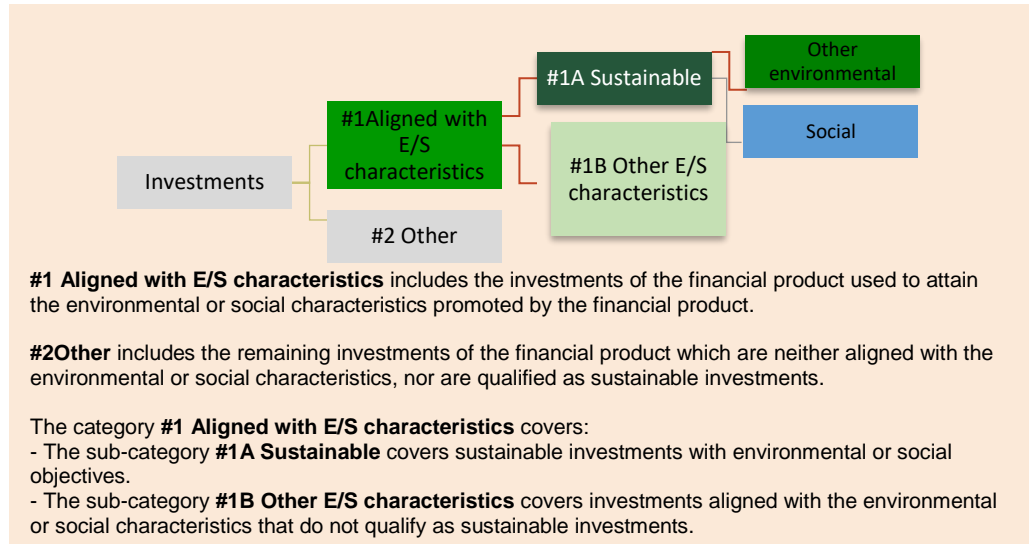 Other
environmental
#1A Sustainable
#1Aligned with
E/S
characteristics
Social
#1B Other E/S
characteristics
Investments
#2 Other
#1 Aligned with E/S characteristics includes the investments of the financial product used to attain
the environmental or social characteristics promoted by the financial product.
#2Other includes the remaining investments of the financial product which are neither aligned with the
environmental or social characteristics, nor are qualified as sustainable investments.
The category #1 Aligned with E/S characteristics covers:
- The sub-category #1A Sustainable covers sustainable investments with environmental or social
objectives.
- The sub-category #1B Other E/S characteristics covers investments aligned with the environmental
or social characteristics that do not qualify as sustainable investments.